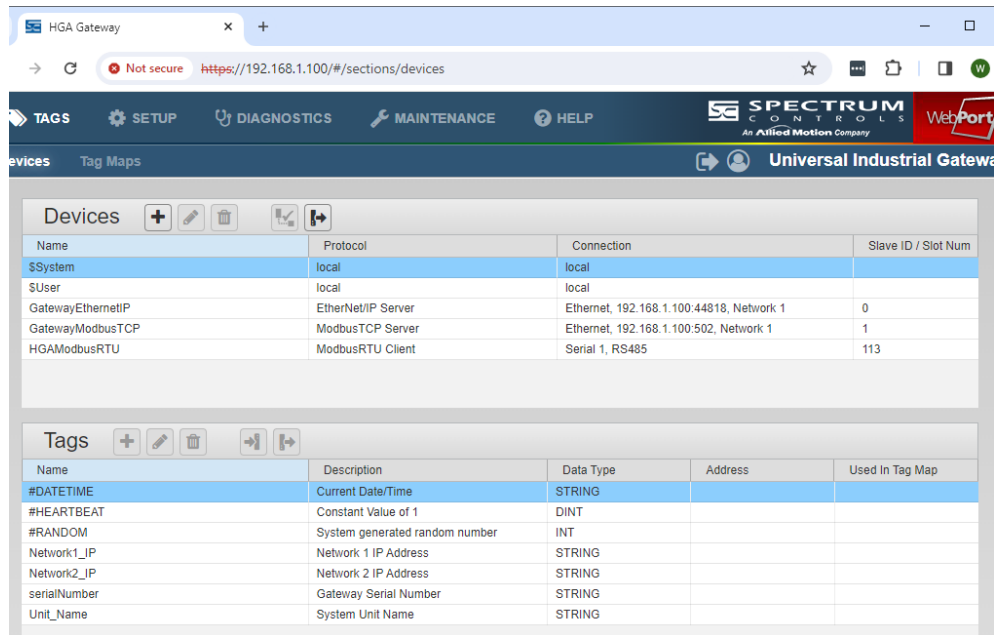 HGA Gateway
Not secure https://192.168.1.100/#/sections/devices W
TAGS SETUP DIAGNOSTICS MAINTENANCE HELP
SPECTRUM
CONTROLS
An Allied Motion Company
WebPort
evices Tag Maps Universal Industrial Gatewa
Devices
Name Protocol Connection Slave ID / Slot Num
$System local local
$User local local
GatewayEthernetIP EtherNet/IP Server Ethernet, 192.168.1.100:44818, Network 1 0
GatewayModbusTCP ModbusTCP Server Ethernet, 192.168.1.100:502, Network 1 1
HGAModbusRTU ModbusRTU Client Serial 1, RS485 113
Tags
Name Description Data Type Address Used In Tag Map
#DATETIME Current Date/Time STRING
#HEARTBEAT Constant Value of 1 DINT
#RANDOM System generated random number INT
Network1_IP Network 1 IP Address STRING
Network2_IP Network 2 IP Address STRING
serialNumber Gateway Serial Number STRING
Unit_Name System Unit Name STRING